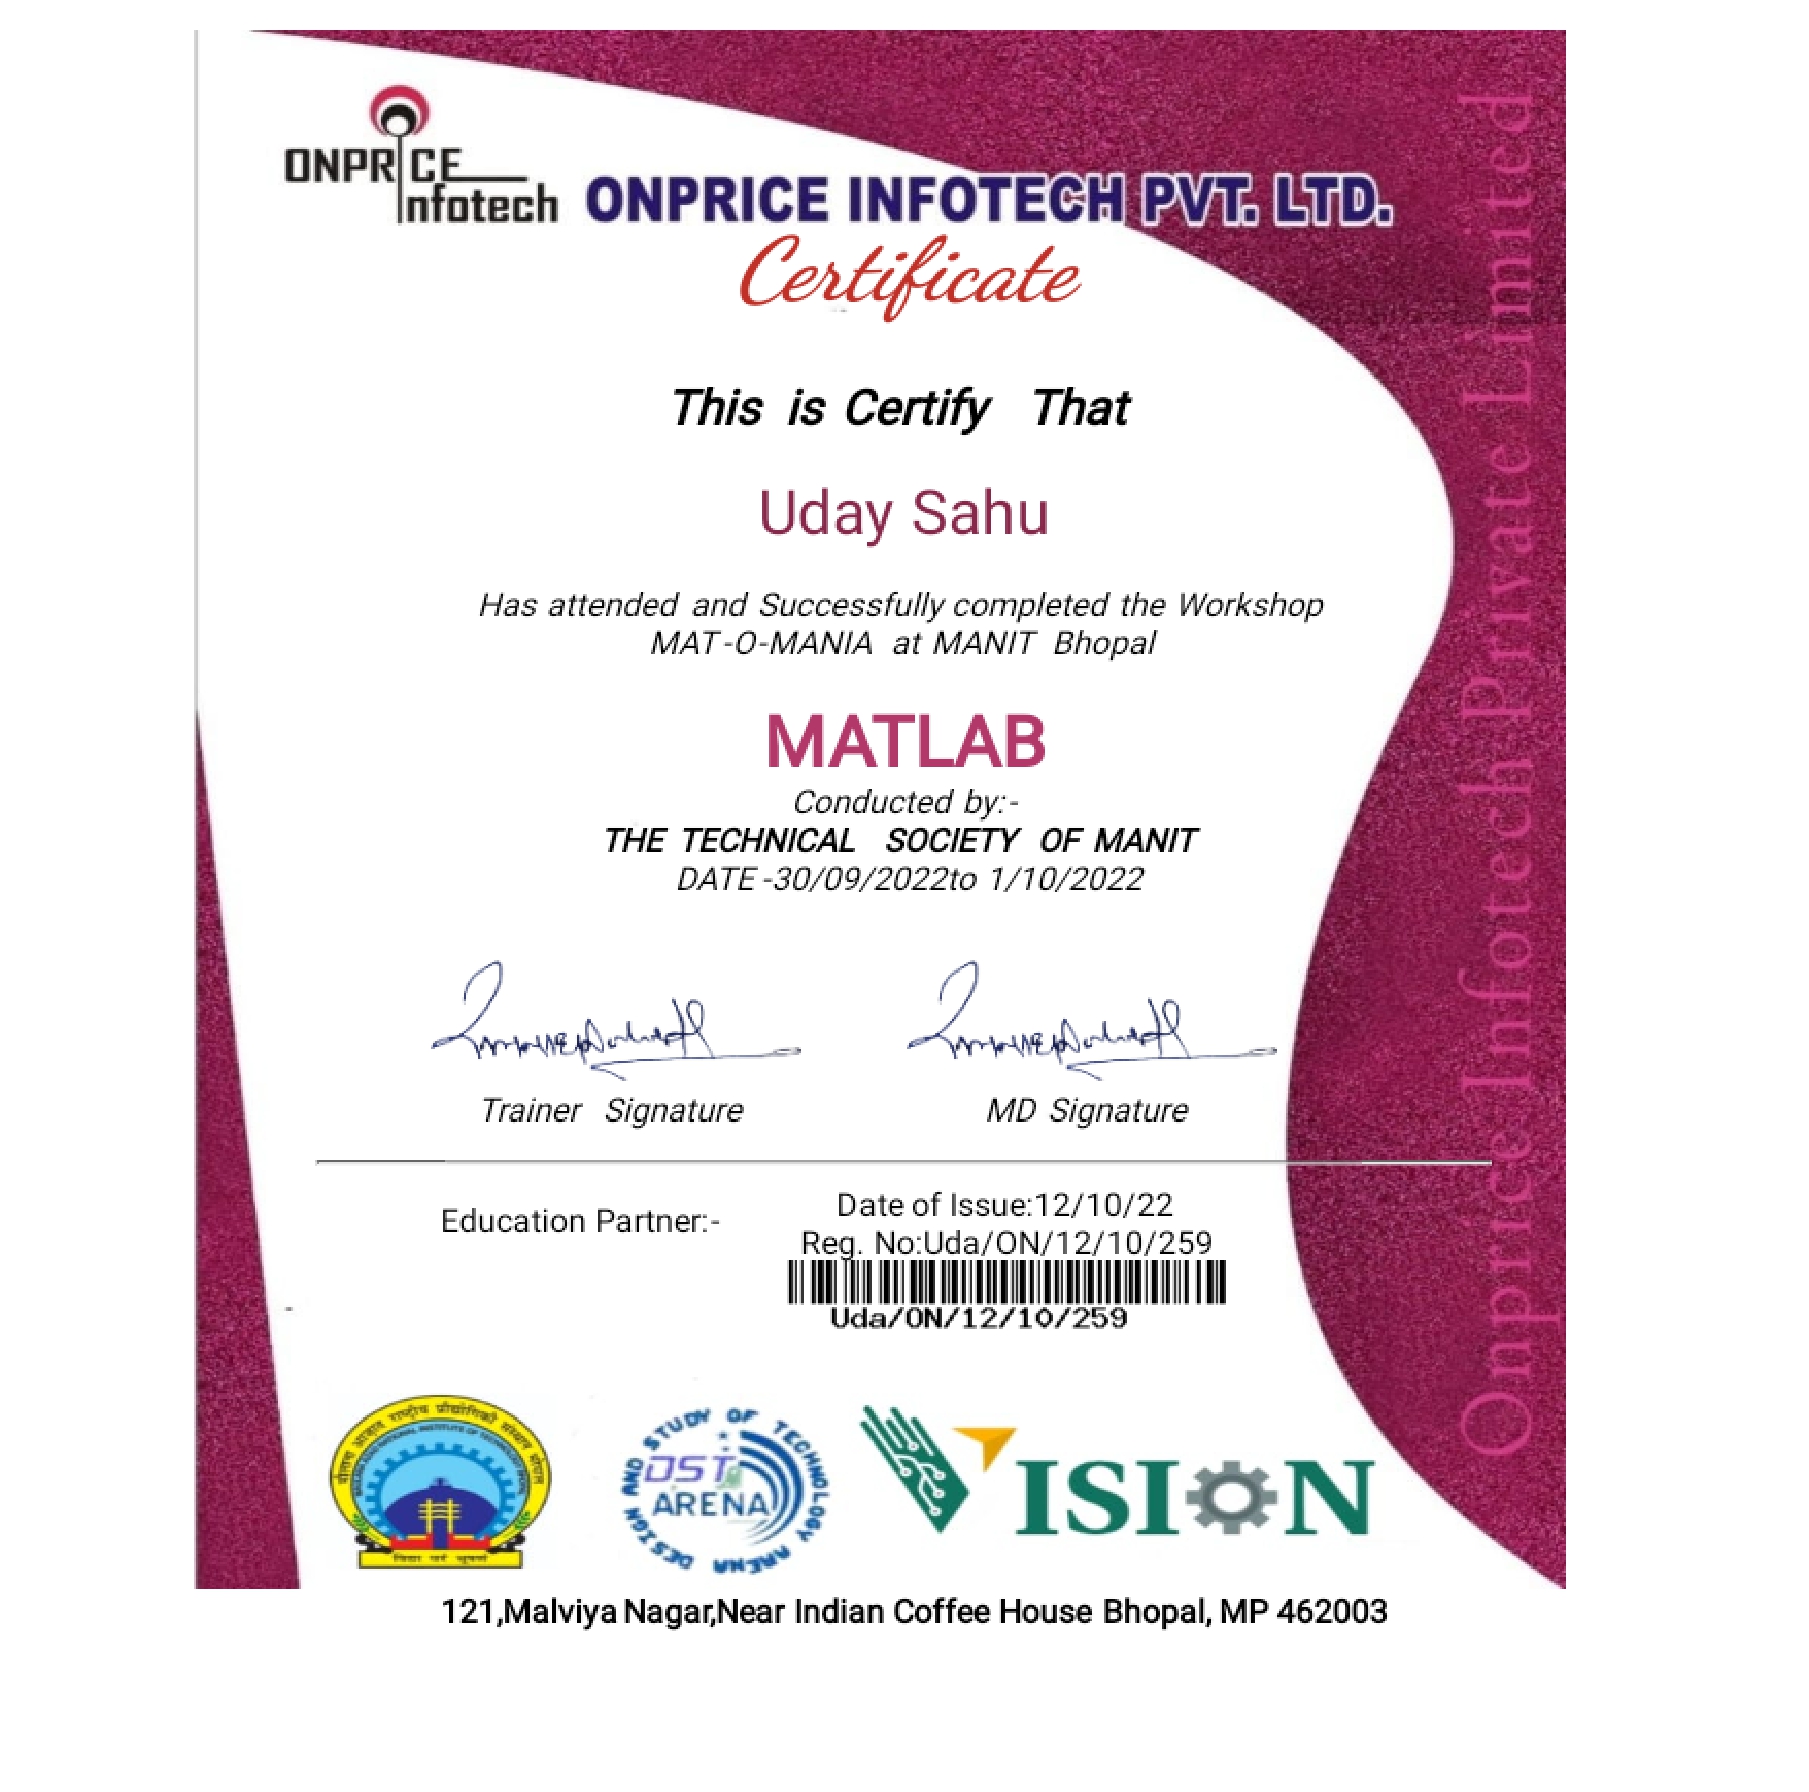 ONPRICE
Infotech
ONPRICE INFOTECH PVT. LTD.
Certificate
This is Certify That
Uday Sahu
Has attended and Successfully completed the Workshop
MAT-O-MANIA at MANIT Bhopal
MATLAB
Conducted by:-
THE TECHNICAL SOCIETY OF MANIT
DATE-30/09/2022to 1/10/2022
Trainer Signature
MD Signature
Education Partner:-
Date of Issue:12/10/22
Reg. No:Uda/ON/12/10/259
Uda/ON/12/10/259
मौलाना आजाद राष्ट्रीय प्रौद्योगिकी संस्थान भोपाल
DESIGN AND STUDY OF TECHNOLOGY ARENA
DST
ARENA
VISION
121,Malviya Nagar,Near Indian Coffee House Bhopal, MP 462003
Onprice Infotech Private Limited